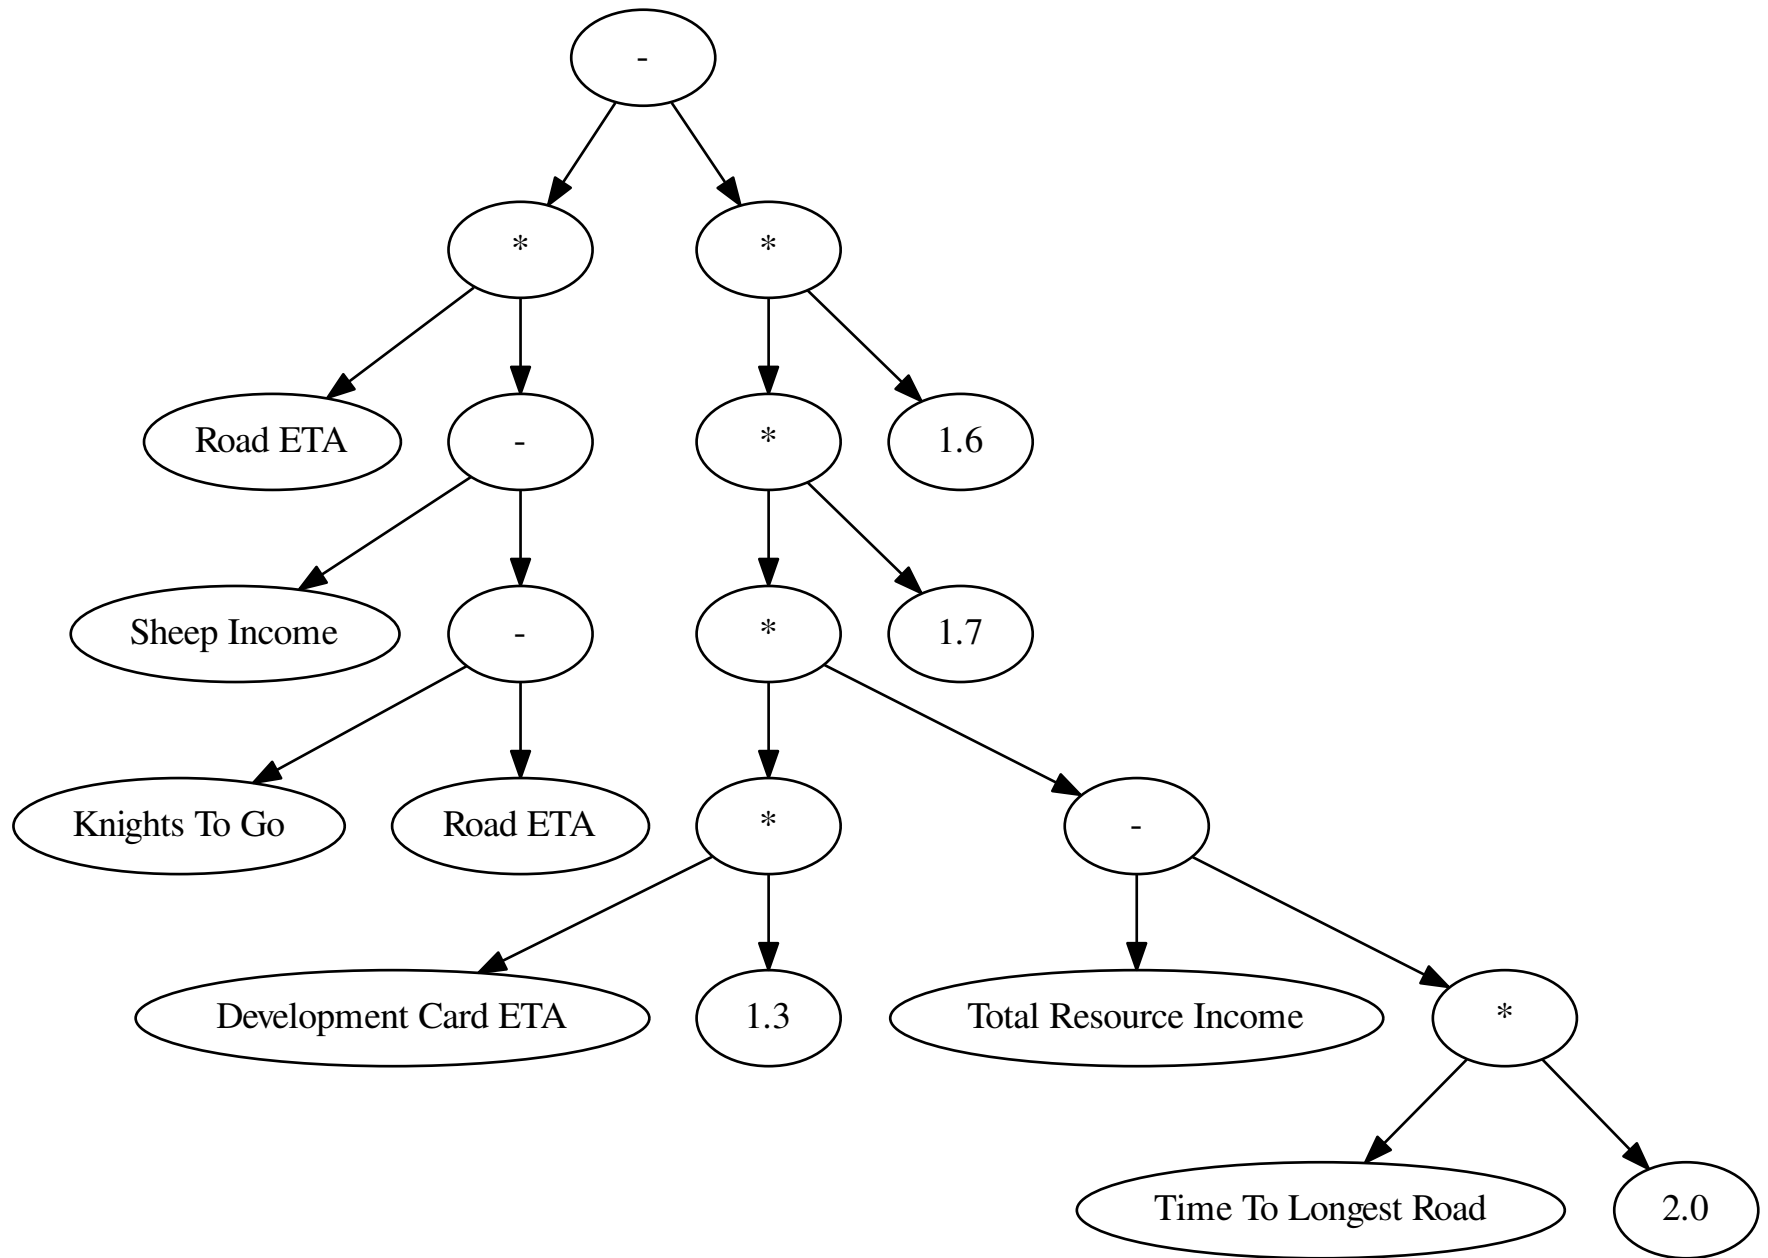 -
* *
Road ETA - * 1.6
Sheep Income - * 1.7
Knights To Go Road ETA * -
Development Card ETA 1.3 Total Resource Income *
Time To Longest Road 2.0